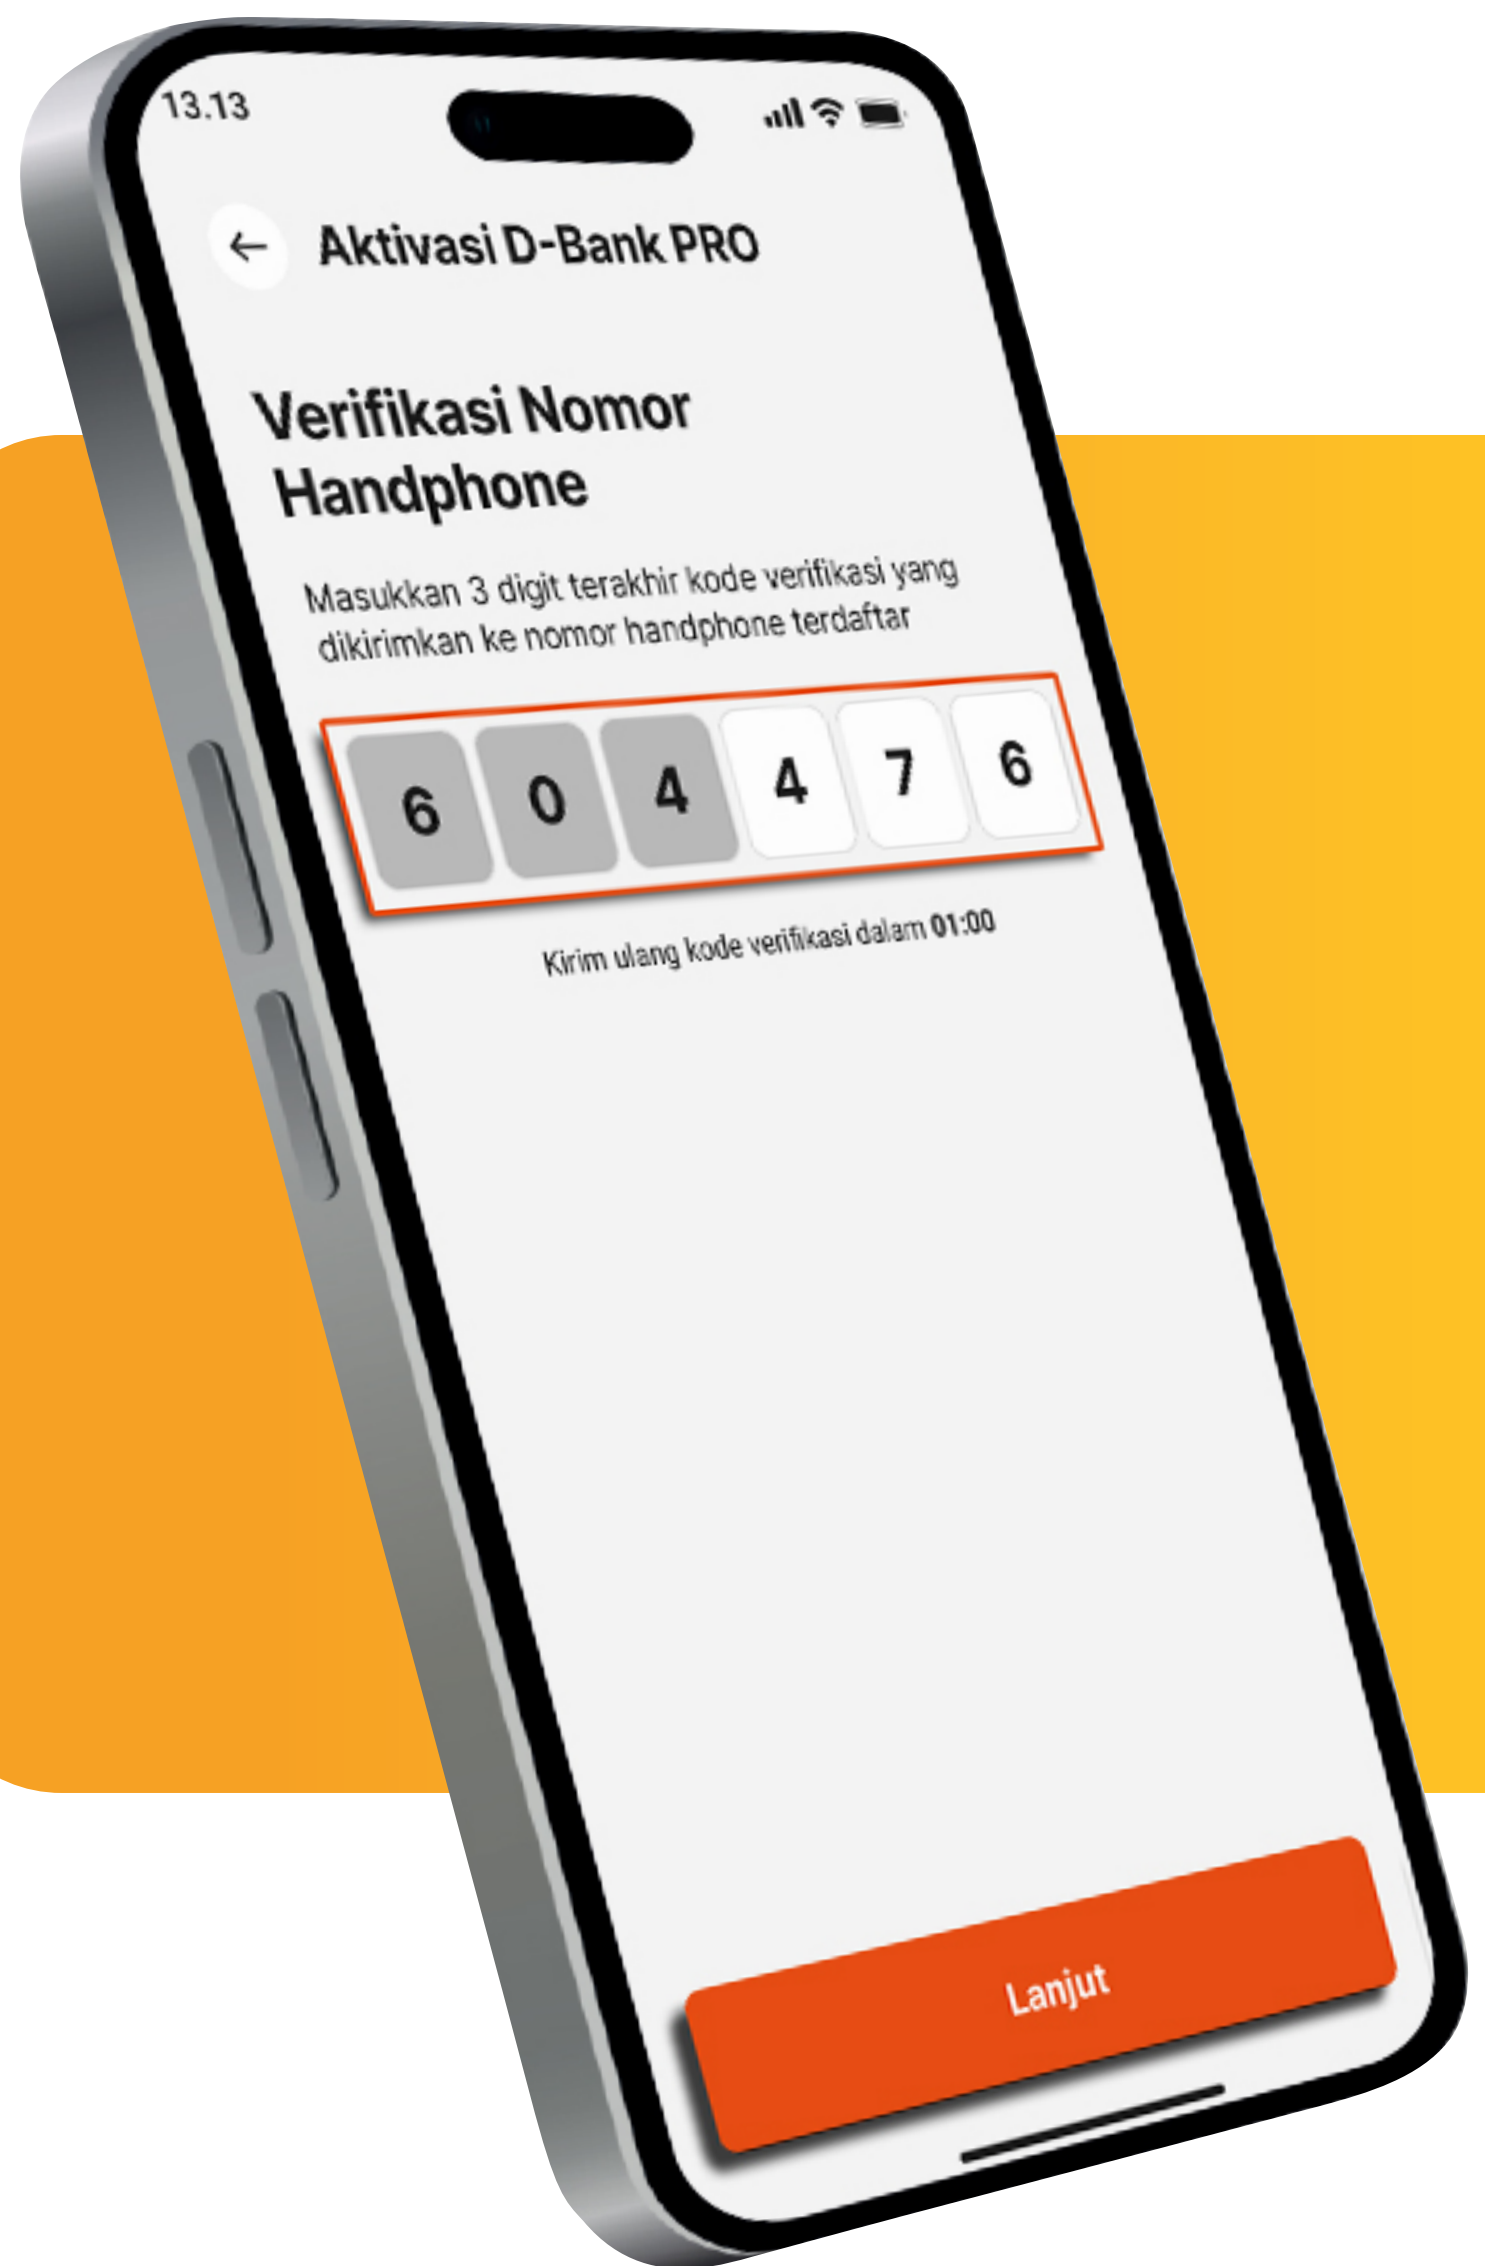 13.13
Aktivasi D-Bank PRO
Verifikasi Nomor
Handphone
Masukkan 3 digit terakhir kode verifikasi yang
dikirimkan ke nomor handphone terdaftar
6 0 4 4 7 6
Kirim ulang kode verifikasi dalam 01:00
Lanjut